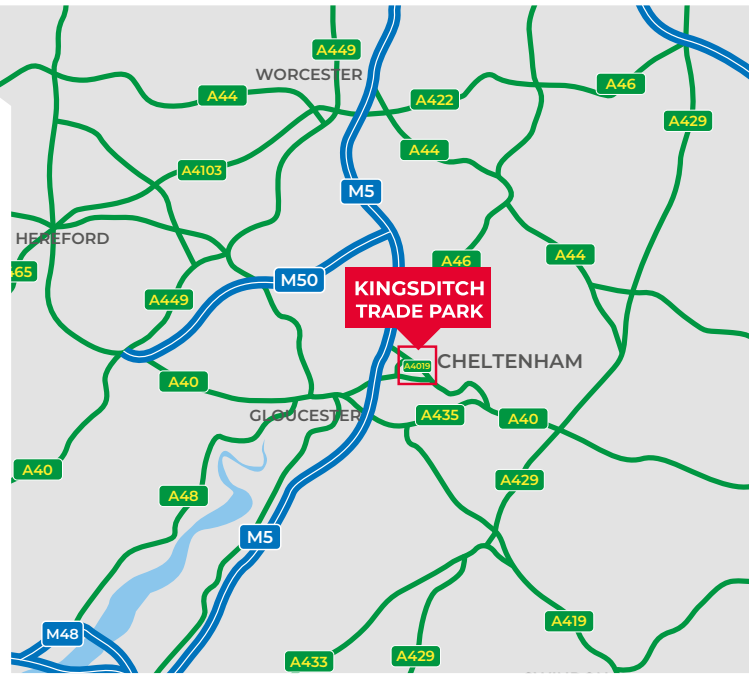 A449
WORCESTER
A44
A422
A46
A429
A44
A4103
M5
HEREFORD
A46
A44
465
M50
KINGSDITCH
TRADE PARK
A449
A4019
CHELTENHAM
A40
GLOUCESTER
A435
A40
A40
A429
A48
M5
A419
M48
A433
A429